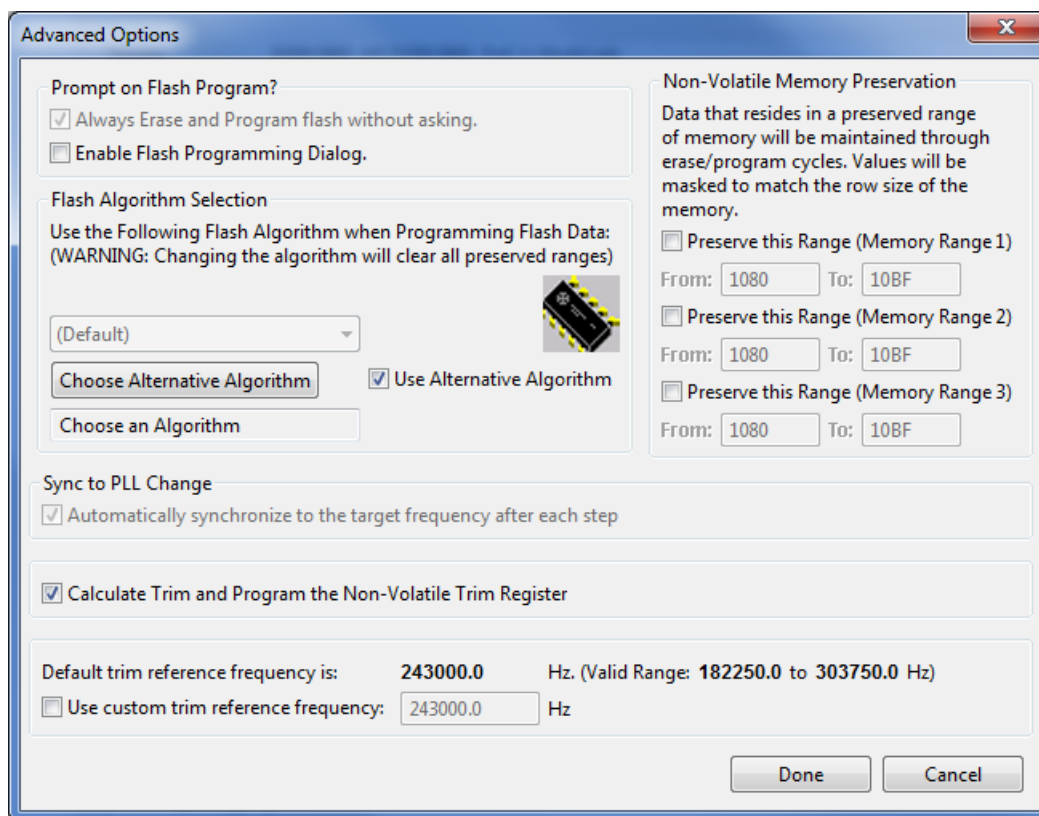 Advanced Options
Prompt on Flash Program?
Always Erase and Program flash without asking.
Enable Flash Programming Dialog.
Flash Algorithm Selection
Use the Following Flash Algorithm when Programming Flash Data:
(WARNING: Changing the algorithm will clear all preserved ranges)
(Default)
Choose Alternative Algorithm
Use Alternative Algorithm
Choose an Algorithm
Non-Volatile Memory Preservation
Data that resides in a preserved range
of memory will be maintained through
erase/program cycles. Values will be
masked to match the row size of the
memory.
Preserve this Range (Memory Range 1)
From: 1080 To: 10BF
Preserve this Range (Memory Range 2)
From: 1080 To: 10BF
Preserve this Range (Memory Range 3)
From: 1080 To: 10BF
Sync to PLL Change
Automatically synchronize to the target frequency after each step
Calculate Trim and Program the Non-Volatile Trim Register
Default trim reference frequency is: 243000.0 Hz. (Valid Range: 182250.0 to 303750.0 Hz)
Use custom trim reference frequency: 243000.0 Hz
Done Cancel